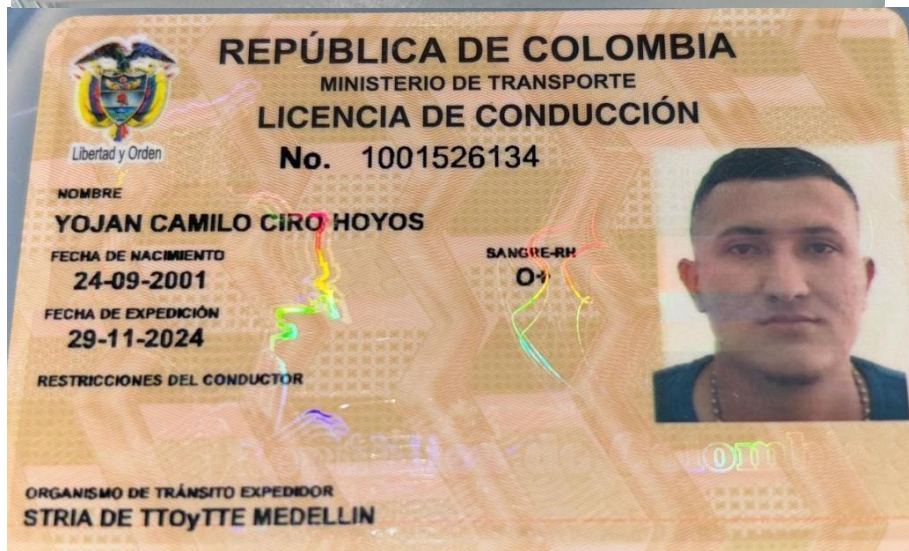 REPÚBLICA DE COLOMBIA
MINISTERIO DE TRANSPORTE
LICENCIA DE CONDUCCIÓN
Libertad y Orden
No. 1001526134
NOMBRE
YOJAN CAMILO CIRO HOYOS
FECHA DE NACIMIENTO
24-09-2001
SANGRE-RH
O+
FECHA DE EXPEDICIÓN
29-11-2024
RESTRICCIONES DEL CONDUCTOR
ORGANISMO DE TRÁNSITO EXPEDIDOR
STRIA DE TTOyTTE MEDELLIN